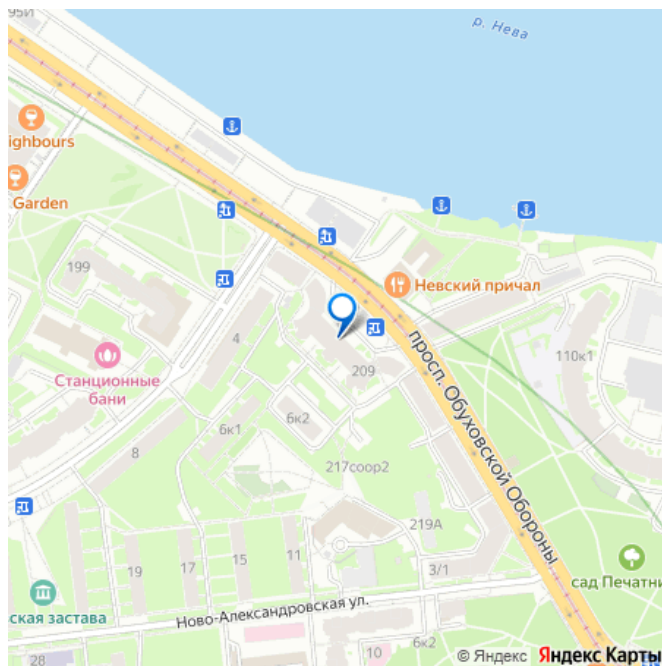 95И
р. Нева
ighbours
Garden
199
Невский причал
4
просп. Обуховской Обороны
110к1
Станционные
бани
209
6к2
6к1
8
217соор2
219А
19
17
15
11
3/1
сад Печатни
ская застава
Ново-Александровская ул.
28
10
6к2
© Яндекс Яндекс Карты